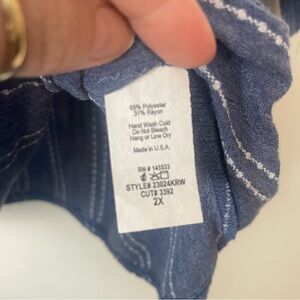 69% Polyester
31% Rayon
Hand Wash Cold
Do Not Bleach
Hang or Line Dry
Made in U.S.A.
RN # 145533
STYLE# 23024KRW
CUT# 3392
2X